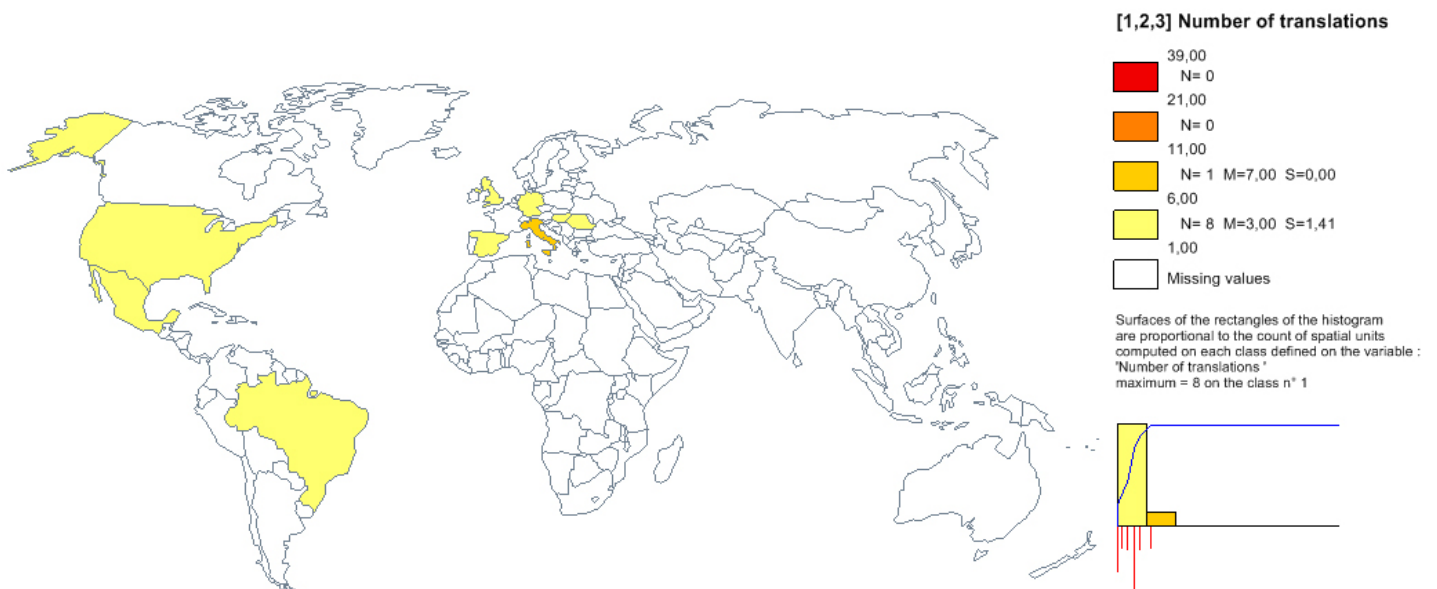 [1,2,3] Number of translations
39,00
N= 0
21,00
N= 0
11,00
N= 1 M=7,00 S=0,00
6,00
N= 8 M=3,00 S=1,41
1,00
Missing values
Surfaces of the rectangles of the histogram
are proportional to the count of spatial units
computed on each class defined on the variable :
'Number of translations '
maximum = 8 on the class n° 1